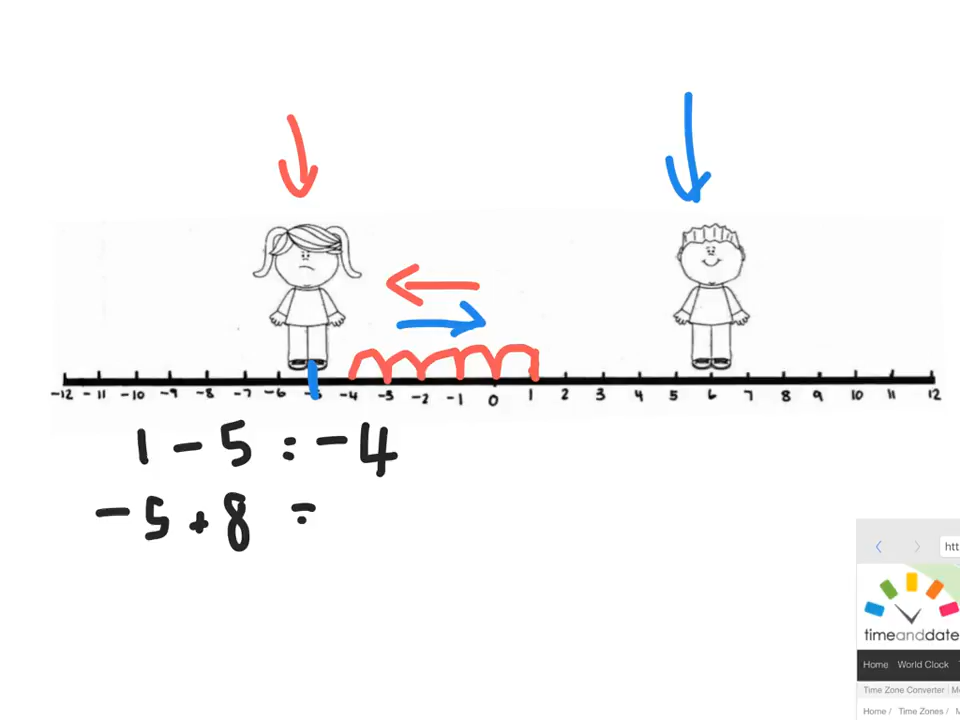 -12 -11 -10 -9 -8 -7 -6 -5 -4 -3 -2 -1 0 1 2 3 4 5 6 7 8 9 10 11 12
1 - 5 = -4
-5 + 8 =
htt
timeanddate
Home World Clock
Time Zone Converter M
Home / Time Zones /